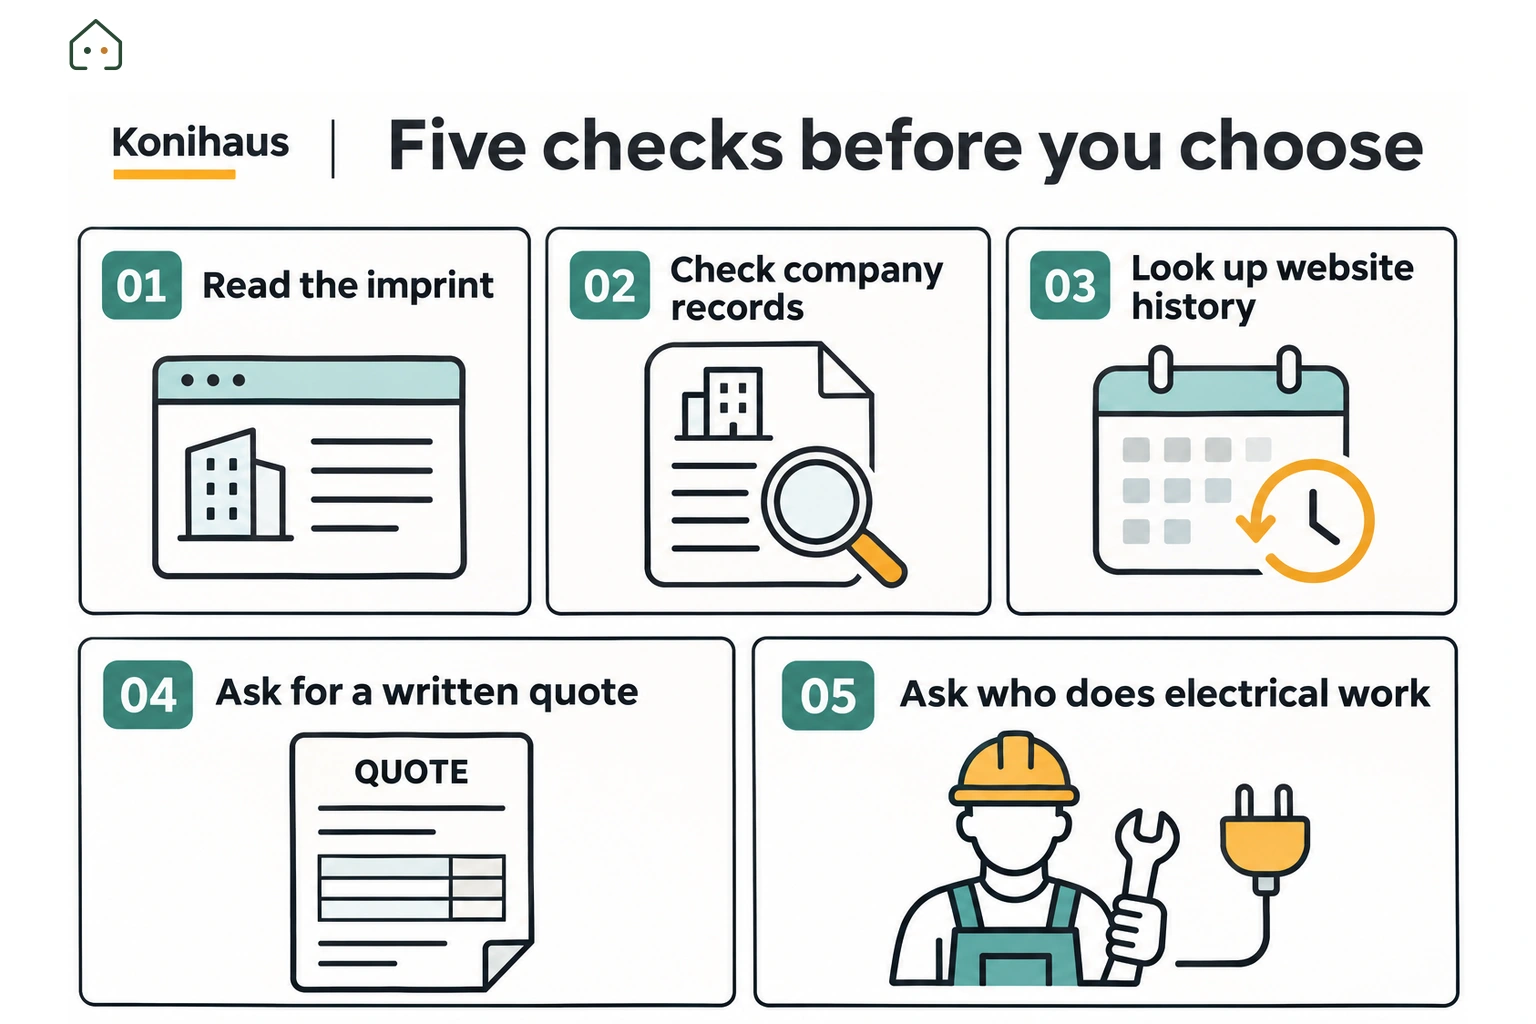 Konihaus
Five checks before you choose
01
Read the imprint
02
Check company
records
03
Look up website
history
04
Ask for a written quote
QUOTE
05
Ask who does electrical work